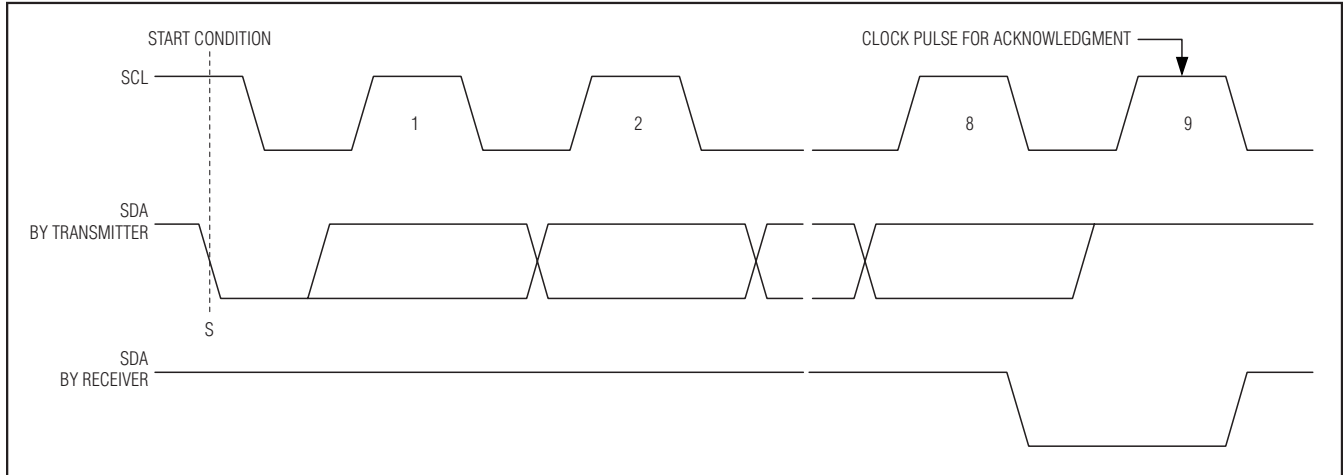 START CONDITION
CLOCK PULSE FOR ACKNOWLEDGMENT
SCL
1
2
8
9
SDA
BY TRANSMITTER
S
SDA
BY RECEIVER